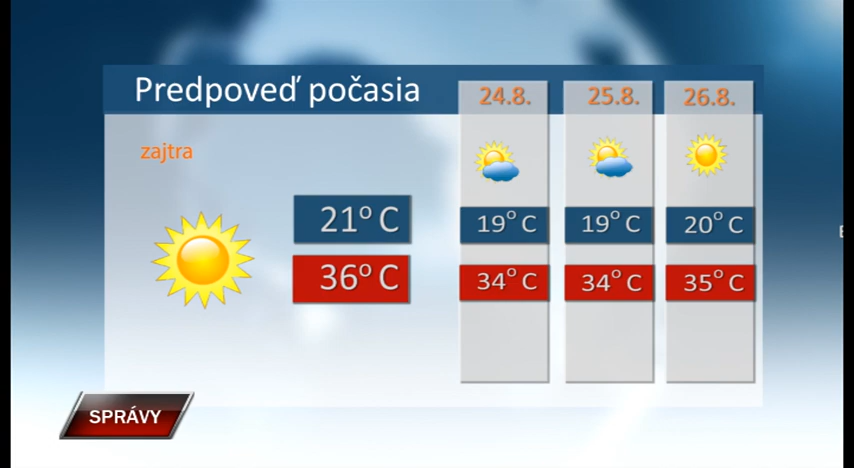 Predpoveď počasia
zajtra
21° C
36° C
24.8. 25.8. 26.8.
19° C 19° C 20° C
34° C 34° C 35° C
SPRÁVY